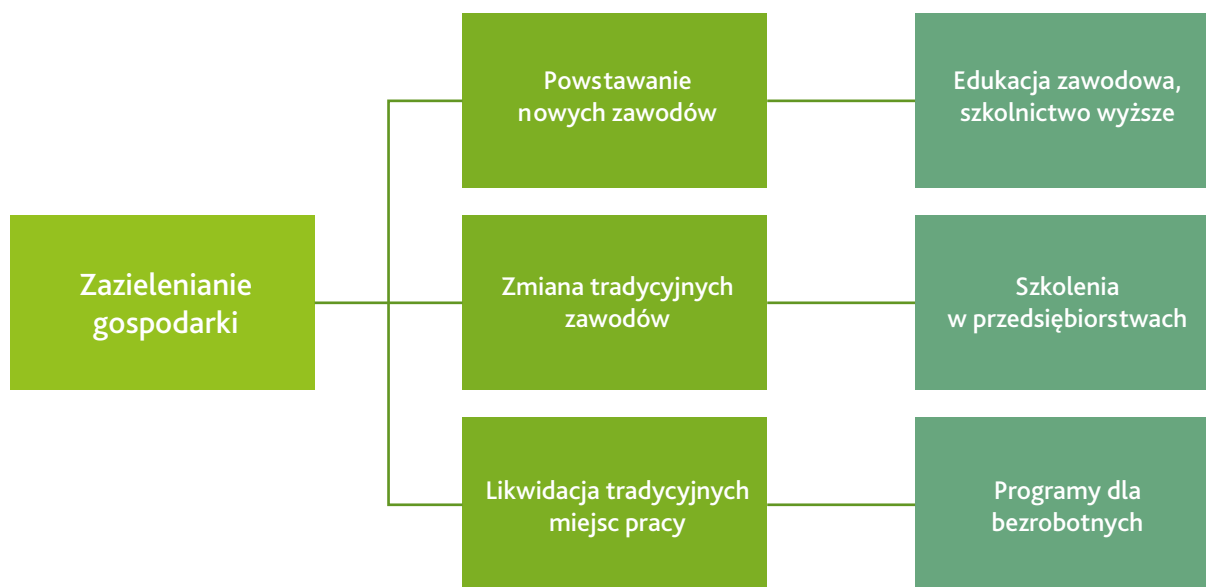 Zazielenianie
gospodarki
Powstawanie
nowych zawodów
Edukacja zawodowa,
szkolnictwo wyższe
Zmiana tradycyjnych
zawodów
Szkolenia
w przedsiębiorstwach
Likwidacja tradycyjnych
miejsc pracy
Programy dla
bezrobotnych